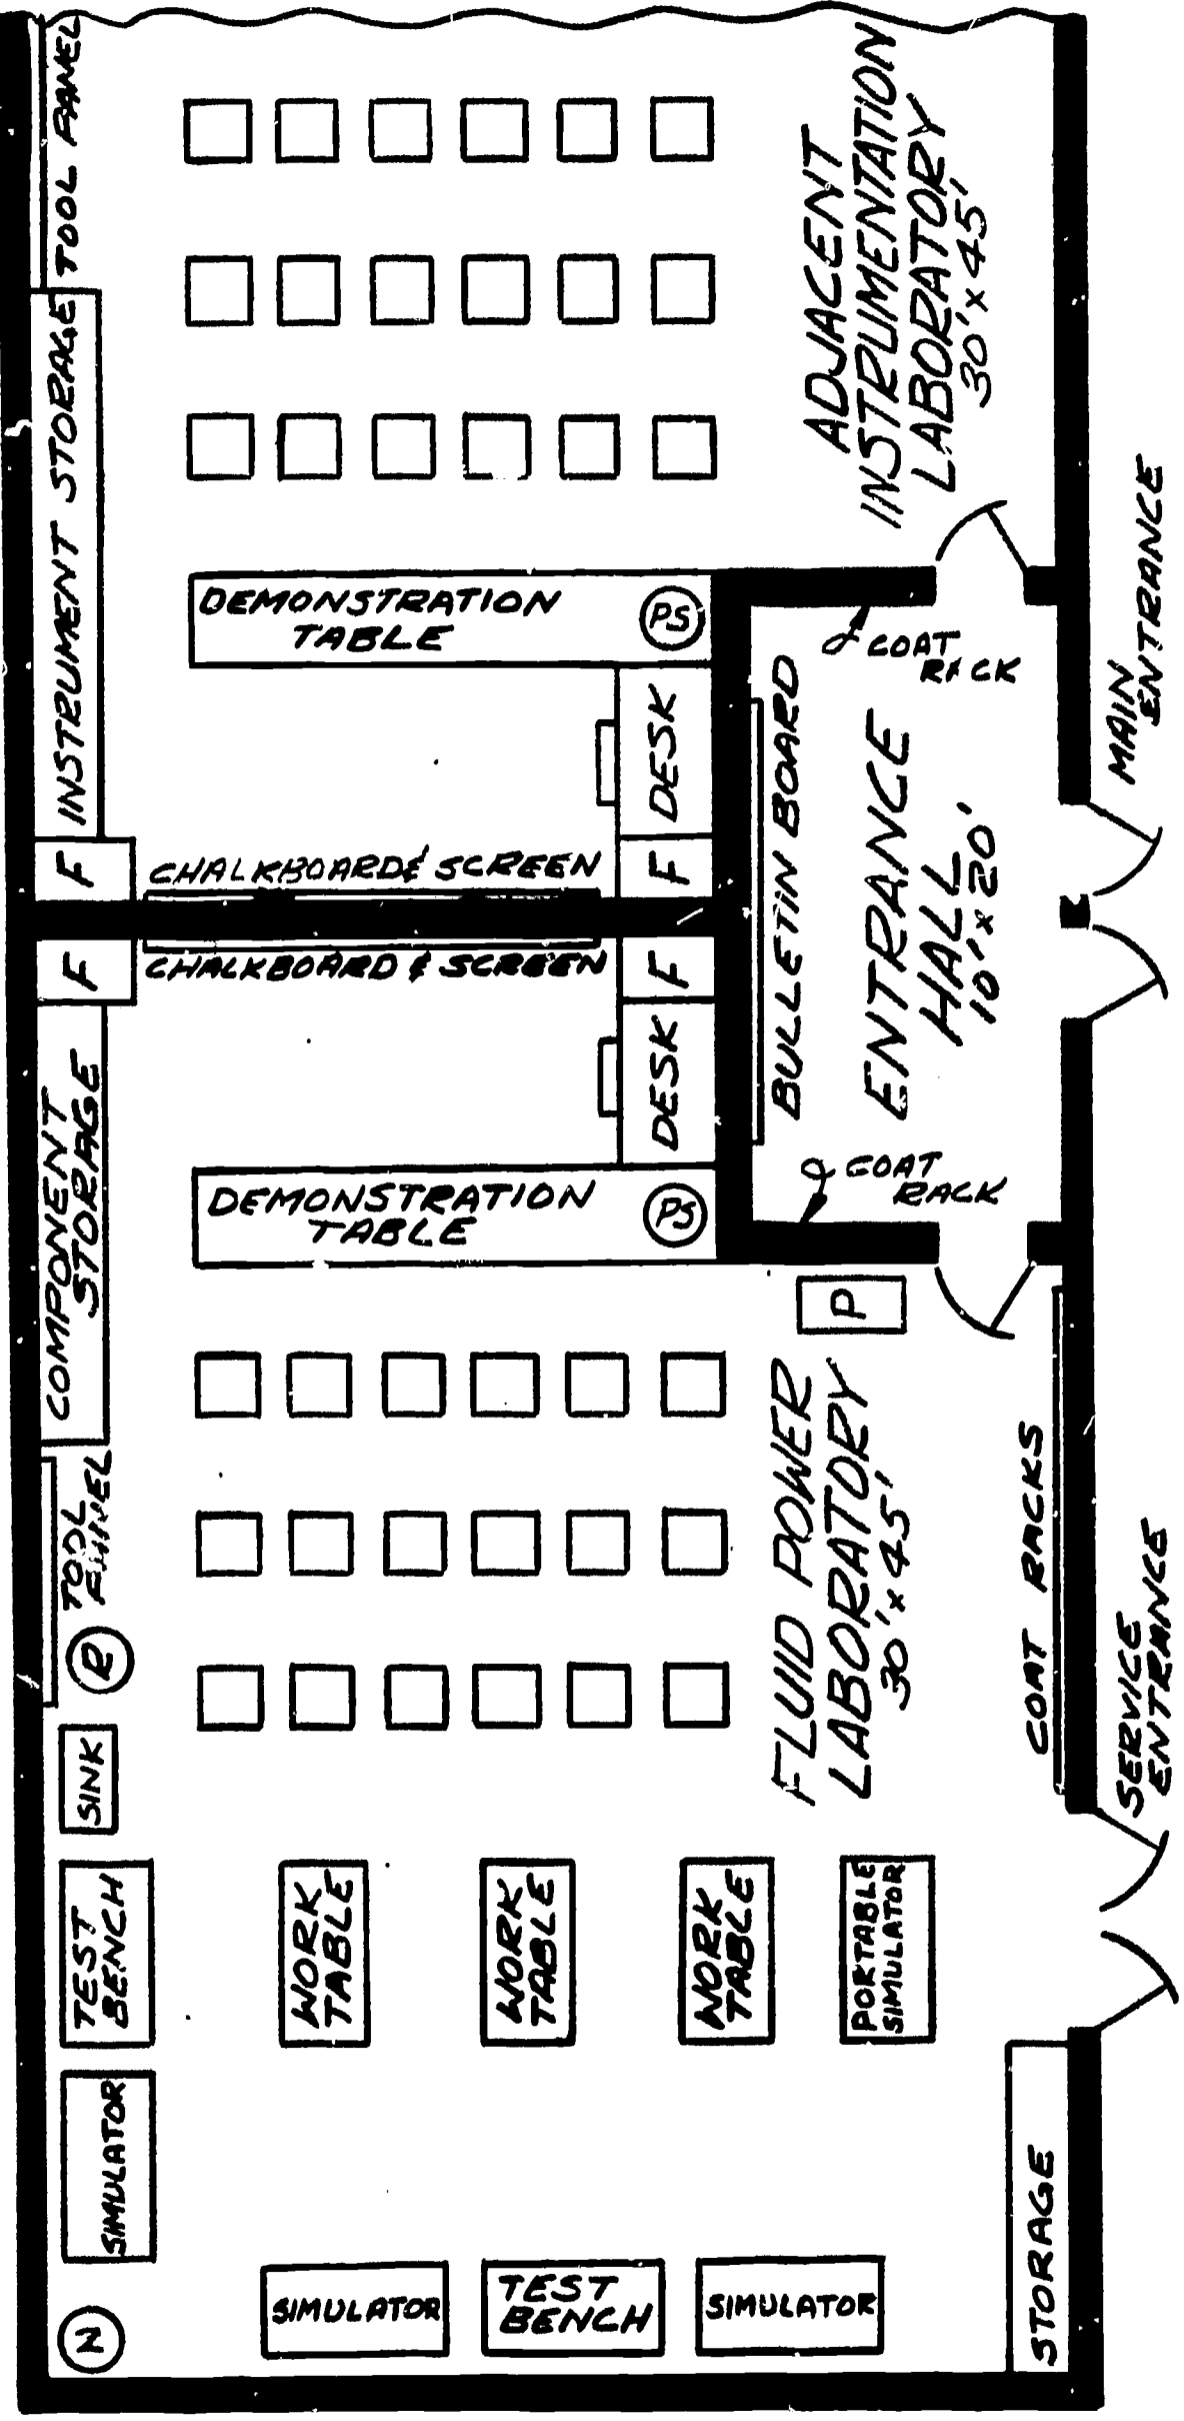 TOOL PANEL
INSTRUMENT STORAGE
F
ADJACENT
INSTRUMENTATION
LABORATORY
30' x 45'
DEMONSTRATION
TABLE
PS
DESK
F
CHALKBOARD & SCREEN
COAT
RACK
MAIN
ENTRANCE
BULLETIN BOARD
ENTRANCE
HALL
10' x 20'
CHALKBOARD & SCREEN
F
F
DESK
COMPONENT
STORAGE
DEMONSTRATION
TABLE
PS
COAT
RACK
P
TOOL
PANEL
R
FLUID POWER
LABORATORY
30' x 45'
COAT RACKS
SERVICE
ENTRANCE
SINK
TEST
BENCH
WORK
TABLE
WORK
TABLE
WORK
TABLE
PORTABLE
SIMULATOR
SIMULATOR
SIMULATOR
TEST
BENCH
SIMULATOR
STORAGE